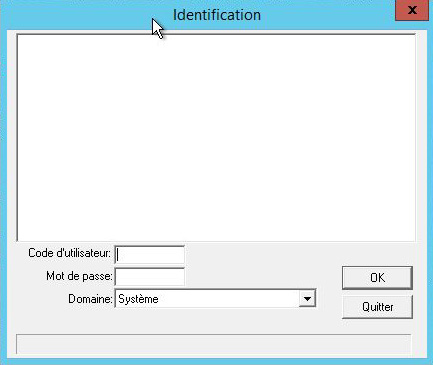 Identification
x
Code d'utilisateur:
Mot de passe:
Domaine: Système
OK
Quitter